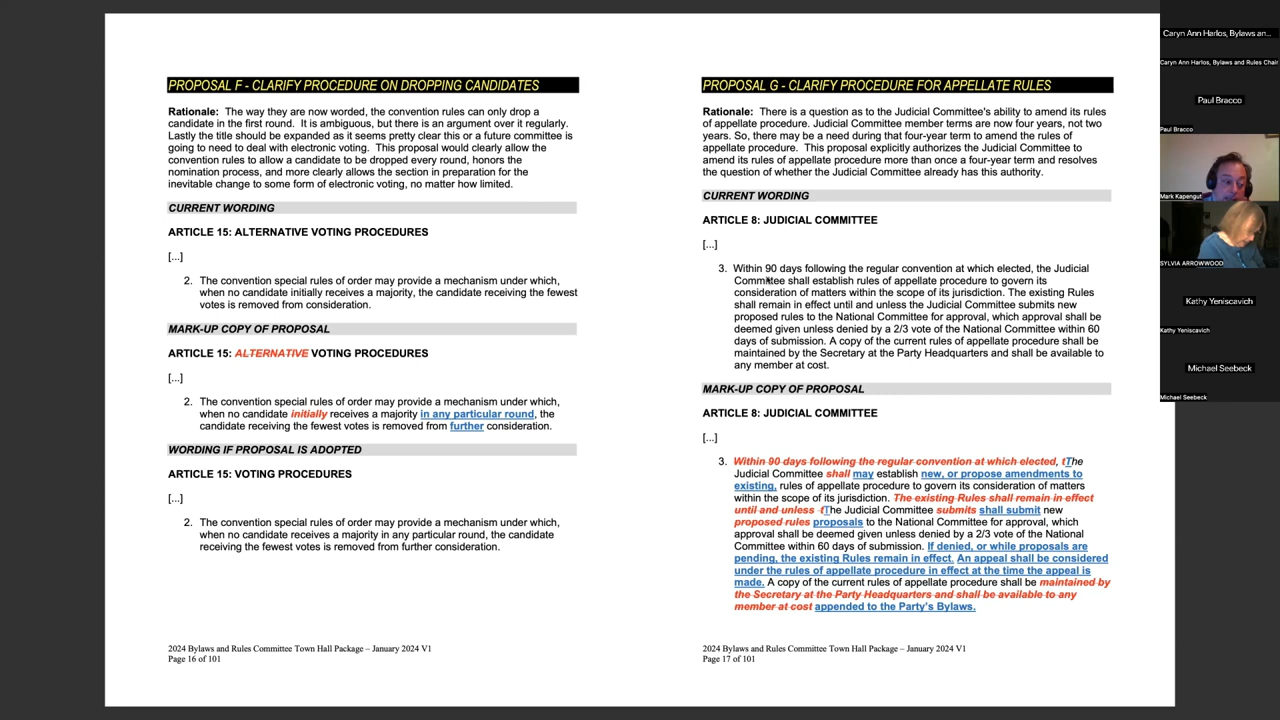 PROPOSAL F - CLARIFY PROCEDURE ON DROPPING CANDIDATES
Rationale: The way they are now worded, the convention rules can only drop a
candidate in the first round. It is ambiguous, but there is an argument over it regularly.
Lastly the title should be expanded as it seems pretty clear this or a future committee is
going to need to deal with electronic voting. This proposal would clearly allow the
convention rules to allow a candidate to be dropped every round, honors the
nomination process, and more clearly allows the section in preparation for the
inevitable change to some form of electronic voting, no matter how limited.
CURRENT WORDING
ARTICLE 15: ALTERNATIVE VOTING PROCEDURES
[...]
2. The convention special rules of order may provide a mechanism under which,
when no candidate initially receives a majority, the candidate receiving the fewest
votes is removed from consideration.
MARK-UP COPY OF PROPOSAL
ARTICLE 15: ALTERNATIVE VOTING PROCEDURES
[...]
2. The convention special rules of order may provide a mechanism under which,
when no candidate initially receives a majority in any particular round, the
candidate receiving the fewest votes is removed from further consideration.
WORDING IF PROPOSAL IS ADOPTED
ARTICLE 15: VOTING PROCEDURES
[...]
2. The convention special rules of order may provide a mechanism under which,
when no candidate receives a majority in any particular round, the candidate
receiving the fewest votes is removed from further consideration.
2024 Bylaws and Rules Committee Town Hall Package – January 2024 V1
Page 16 of 101
PROPOSAL G - CLARIFY PROCEDURE FOR APPELLATE RULES
Rationale: There is a question as to the Judicial Committee's ability to amend its rules
of appellate procedure. Judicial Committee member terms are now four years, not two
years. So, there may be a need during that four-year term to amend the rules of
appellate procedure. This proposal explicitly authorizes the Judicial Committee to
amend its rules of appellate procedure more than once a four-year term and resolves
the question of whether the Judicial Committee already has this authority.
CURRENT WORDING
ARTICLE 8: JUDICIAL COMMITTEE
[...]
3. Within 90 days following the regular convention at which elected, the Judicial
Committee shall establish rules of appellate procedure to govern its
consideration of matters within the scope of its jurisdiction. The existing Rules
shall remain in effect until and unless the Judicial Committee submits new
proposed rules to the National Committee for approval, which approval shall be
deemed given unless denied by a 2/3 vote of the National Committee within 60
days of submission. A copy of the current rules of appellate procedure shall be
maintained by the Secretary at the Party Headquarters and shall be available to
any member at cost.
MARK-UP COPY OF PROPOSAL
ARTICLE 8: JUDICIAL COMMITTEE
[...]
3. Within 90 days following the regular convention at which elected, tThe
Judicial Committee shall may establish new, or propose amendments to
existing, rules of appellate procedure to govern its consideration of matters
within the scope of its jurisdiction. The existing Rules shall remain in effect
until and unless tThe Judicial Committee submits shall submit new
proposed rules proposals to the National Committee for approval, which
approval shall be deemed given unless denied by a 2/3 vote of the National
Committee within 60 days of submission. If denied, or while proposals are
pending, the existing Rules remain in effect. An appeal shall be considered
under the rules of appellate procedure in effect at the time the appeal is
made. A copy of the current rules of appellate procedure shall be maintained by
the Secretary at the Party Headquarters and shall be available to any
member at cost appended to the Party's Bylaws.
2024 Bylaws and Rules Committee Town Hall Package – January 2024 V1
Page 17 of 101
Caryn Ann Harlos, Bylaws an...
Caryn Ann Harlos, Bylaws and Rules Chair
Paul Bracco
Paul Bracco
Mark Kapengut
SYLVIA ARROWWOOD
Kathy Yeniscavich
Kathy Yeniscavich
Michael Seebeck
Michael Seebeck